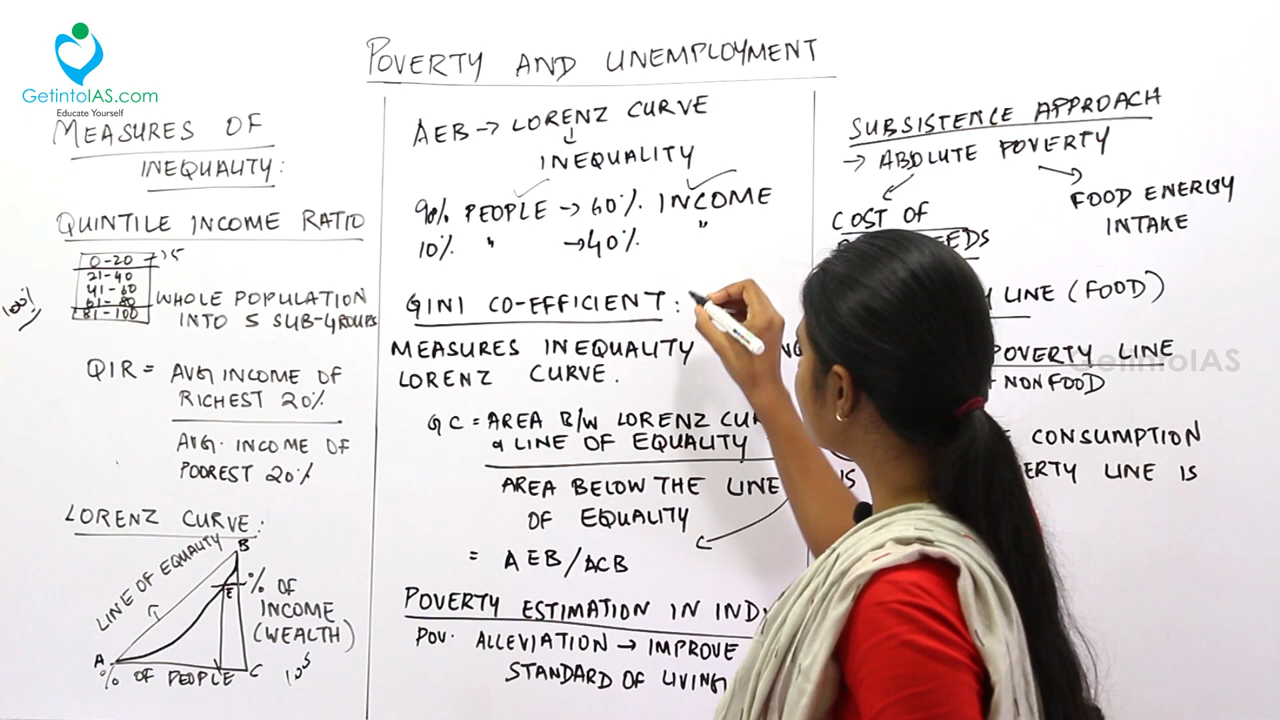 GetintoIAS.com
Educate Yourself
POVERTY AND UNEMPLOYMENT
MEASURES OF
INEQUALITY:
QUINTILE INCOME RATIO
0-20
21-40
41-60
61-80
81-100
100%
WHOLE POPULATION
INTO 5 SUB-GROUPS
QIR = AVG INCOME OF
RICHEST 20%
AVG. INCOME OF
POOREST 20%
LORENZ CURVE:
LINE OF EQUALITY
B
E
% OF
INCOME
(WEALTH)
A
% OF PEOPLE
C
AEB → LORENZ CURVE
INEQUALITY
90% PEOPLE → 60% INCOME
10% " → 40% "
GINI CO-EFFICIENT:
MEASURES INEQUALITY
LORENZ CURVE.
GC = AREA B/W LORENZ
& LINE OF EQUALITY
AREA BELOW THE LINE
OF EQUALITY
= AEB/ACB
POVERTY ESTIMATION IN
POV. ALLEVIATION → IMPROVE
STANDARD OF LIVING
SUBSISTENCE APPROACH
→ ABSOLUTE POVERTY
COST OF
FOOD ENERGY
INTAKE
LINE (FOOD)
POVERTY LINE
GetintoIAS
NONFOOD
CONSUMPTION
IS
LINE IS